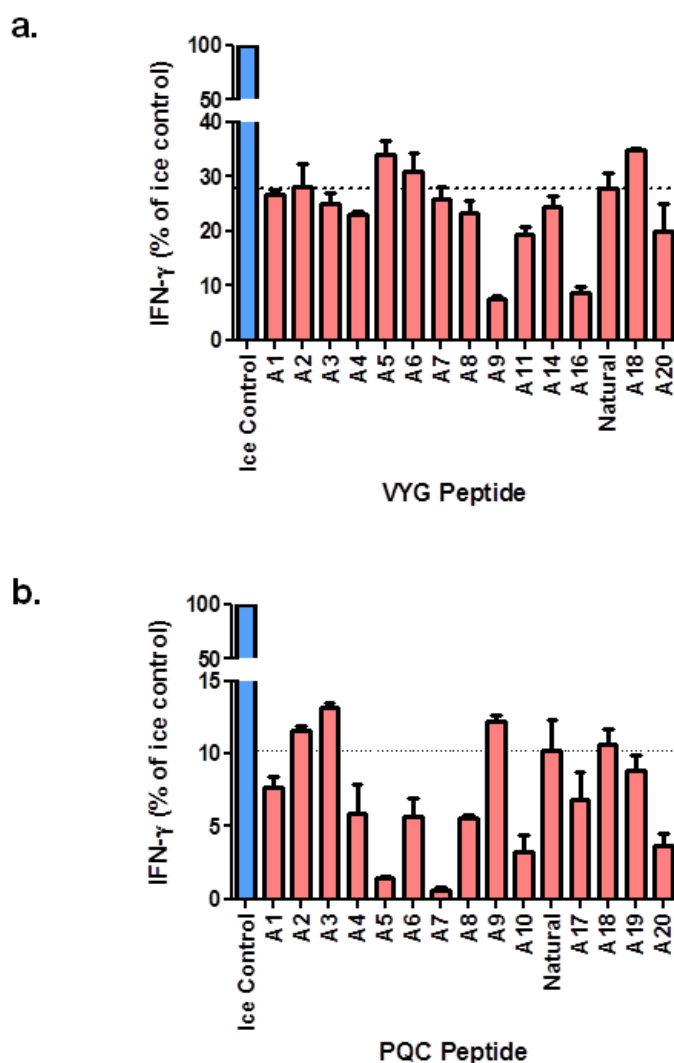 a.
IFN-γ (% of ice control)
100
50
40
30
20
10
0
Ice Control
A1
A2
A3
A4
A5
A6
A7
A8
A9
A11
A14
A16
Natural
A18
A20
VYG Peptide
b.
IFN-γ (% of ice control)
100
50
15
10
5
0
Ice Control
A1
A2
A3
A4
A5
A6
A7
A8
A9
A10
Natural
A17
A18
A19
A20
PQC Peptide